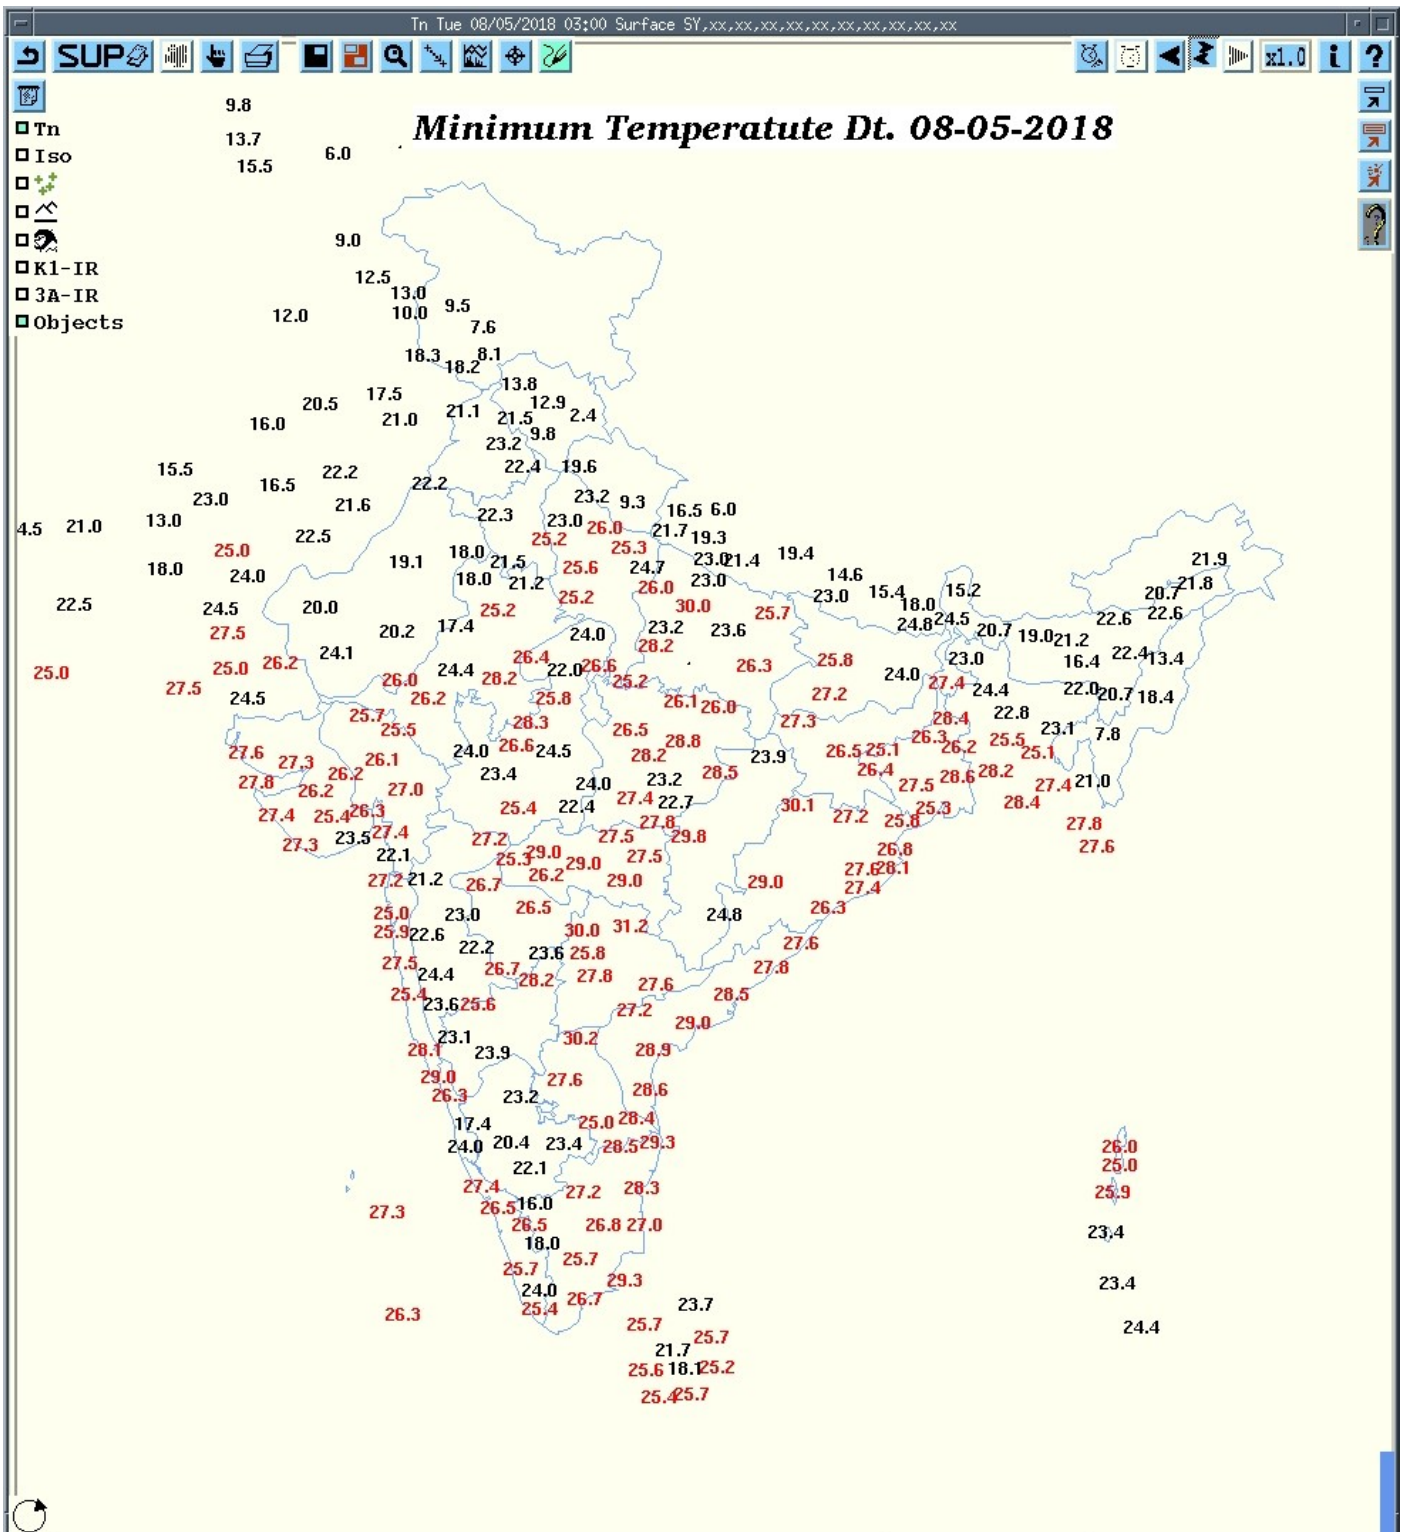 Tn Tue 08/05/2018 03:00 Surface SY,xx,xx,xx,xx,xx,xx,xx,xx,xx,xx
SUP x1.0 i ?
Minimum Temperatute Dt. 08-05-2018
Tn
Iso
K1-IR
3A-IR
Objects
9.8
13.7 6.0
15.5
9.0
12.5
13.0 9.5
12.0 10.0
7.6
18.3 8.1
18.2
13.8
17.5
20.5 12.9
21.1 2.4
16.0 21.0 21.5
9.8
23.2
15.5 22.2 22.4 19.6
16.5 22.2
23.0 23.2 9.3
21.6 16.5 6.0
13.0 22.3 23.0
4.5 21.0 26.0 21.7
22.5 25.2 19.3
25.0 18.0 25.3 19.4
19.1 21.5 23.0 21.4 21.9
18.0 24.0 25.6 24.7 14.6
18.0 21.2 26.0 23.0 21.8
15.4 15.2 20.7
22.5 24.5 20.0 25.2 25.2 30.0 23.0 18.0
25.7 22.6 22.6
27.5 20.2 17.4 24.0 23.2 23.6 24.8 24.5
20.7 19.0 21.2
24.1 26.4 28.2 22.4 13.4
25.0 25.0 26.2 24.4 22.0 26.6 26.3 25.8 23.0 16.4
27.5 26.0 28.2 25.2 24.0 27.4 24.4 22.0
24.5 26.2 25.8 26.1 26.0 27.2 20.7 18.4
25.7 28.3 27.3 28.4 22.8
25.5 26.5 28.8 26.3 25.5 23.1 7.8
27.6 24.0 26.6 24.5 28.2 23.9 26.5 25.1 26.2 25.1
27.3 26.1 23.4 28.5 26.4 28.6 28.2
27.8 26.2 27.0 24.0 23.2 27.5 27.4 21.0
26.2 25.4 22.4 27.4 22.7 30.1 25.3 28.4
27.4 25.4 26.3 27.8 27.2 25.8 27.8
27.3 23.5 27.4 27.2 27.5 29.8 27.6
22.1 25.3 29.0 29.0 27.5 26.8
27.2 21.2 26.7 26.2 29.0 29.0 27.6 28.1
27.4
25.0 23.0 26.5 24.8 26.3
25.9 22.6 30.0 31.2
22.2 23.6 25.8 27.6
27.5 24.4 26.7 28.2 27.8 27.8
25.4 23.6 25.6 27.6 28.5
27.2
23.1 30.2 29.0
28.1 23.9 28.9
29.0 27.6
26.3 23.2 28.6
17.4 25.0 28.4
24.0 20.4 23.4 28.5 29.3 26.0
22.1 25.0
27.4 27.2 28.3 25.9
27.3 26.5 16.0
26.5 26.8 27.0 23.4
18.0 25.7
25.7 29.3 23.4
24.0 26.7 23.7
26.3 25.4 25.7 24.4
25.7
21.7
25.6 18.1 25.2
25.4 25.7